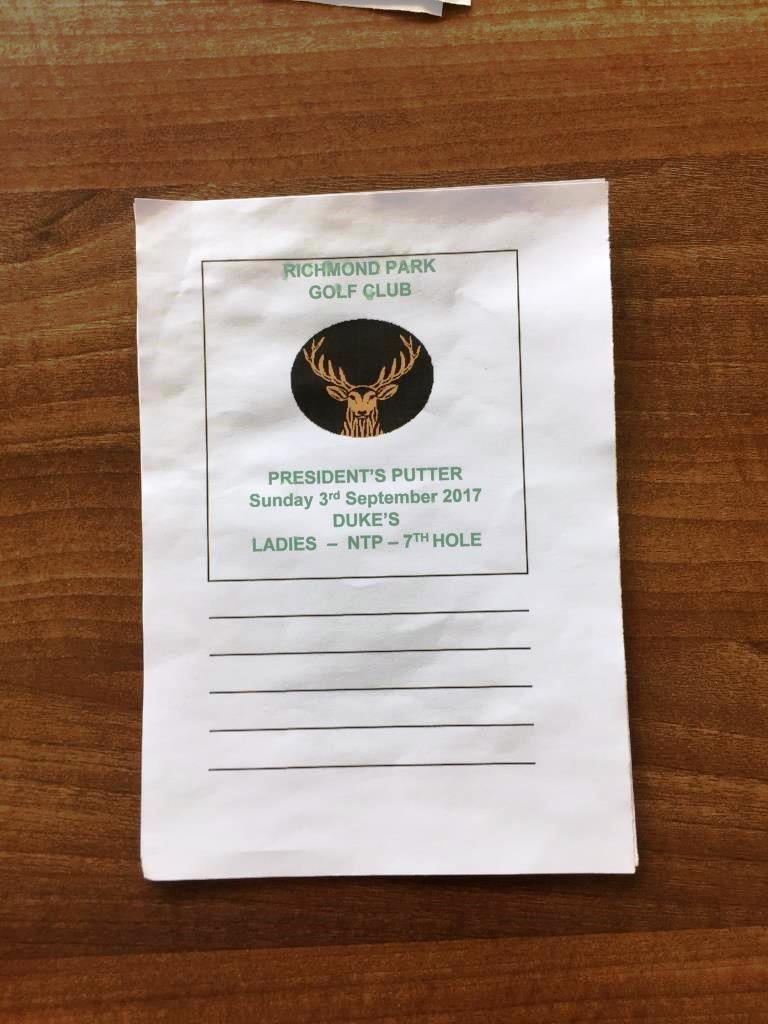 RICHMOND PARK
GOLF CLUB
PRESIDENT'S PUTTER
Sunday 3rd September 2017
DUKE'S
LADIES – NTP – 7TH HOLE